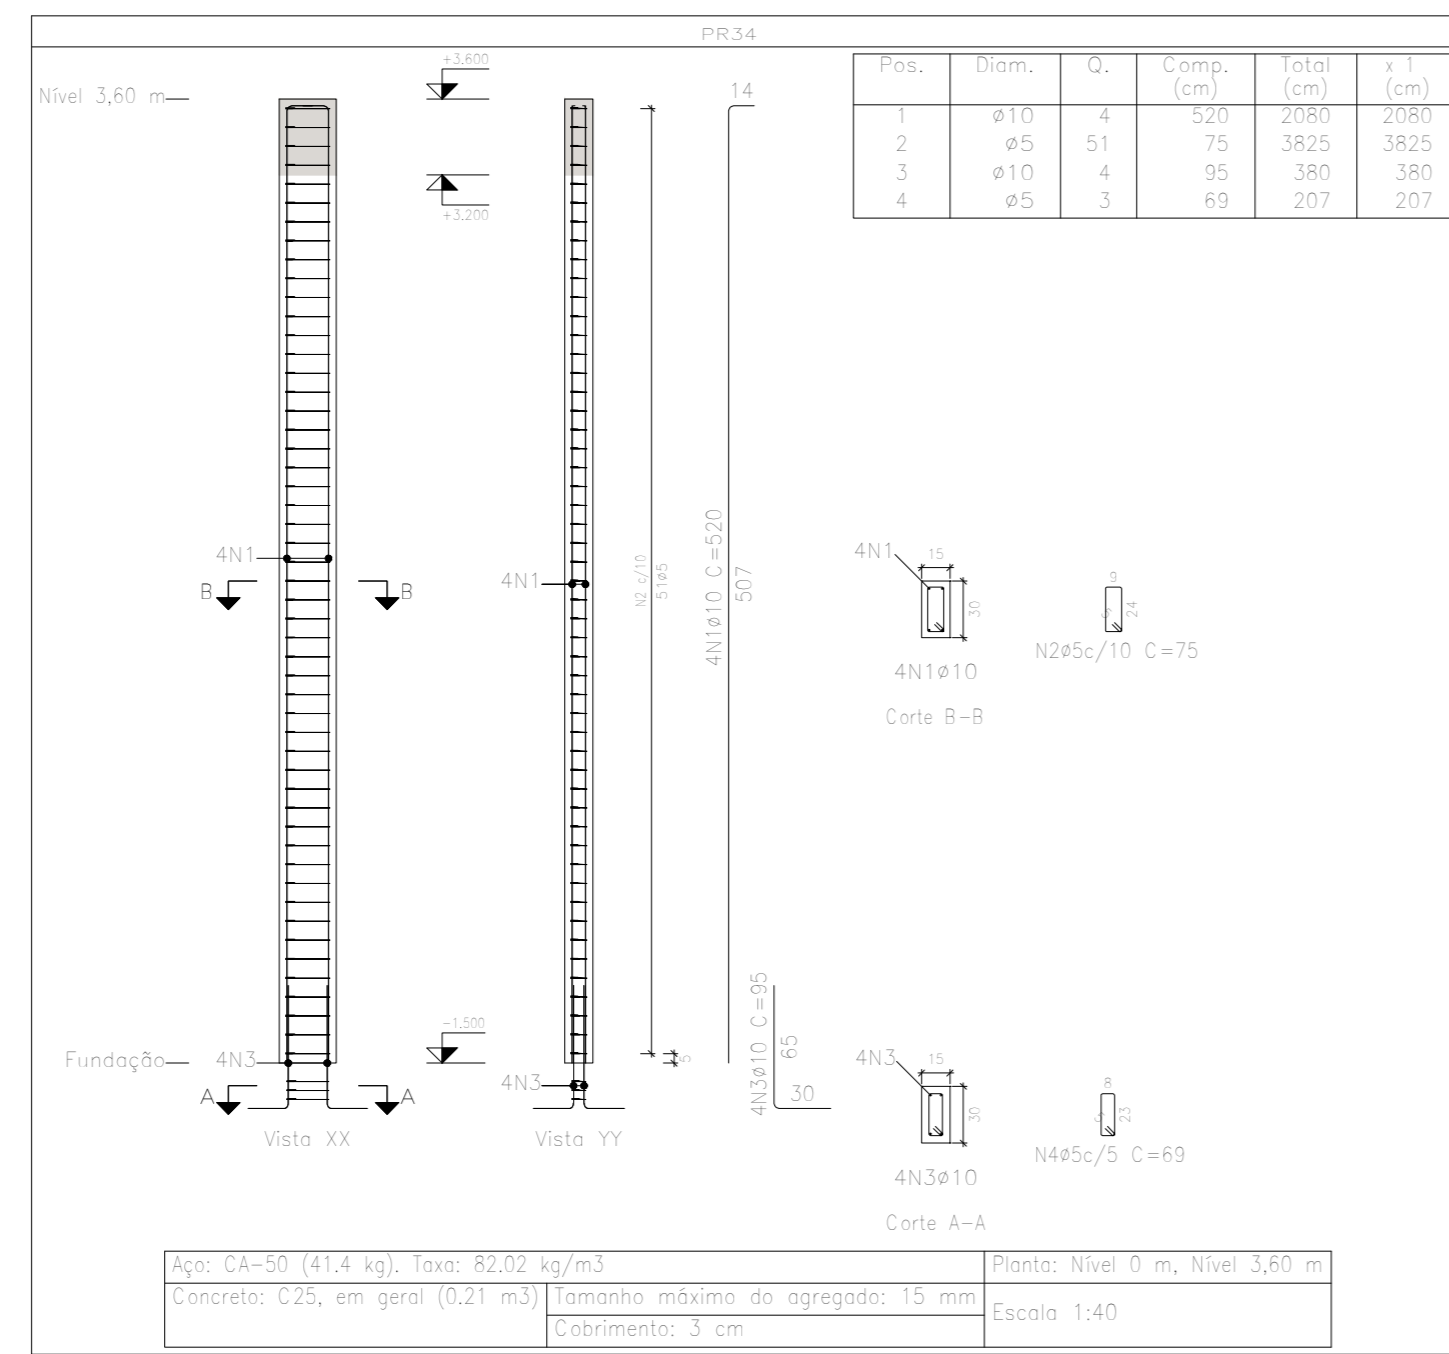 PR34
Nível 3,60 m
+3.600
+3.200
14
Pos. Diam. Q. Comp. (cm) Total (cm) x 1 (cm)
1 ø10 4 520 2080 2080
2 ø5 51 75 3825 3825
3 ø10 4 95 380 380
4 ø5 3 69 207 207
4N1
B B
4N1
N2 c/10
51ø5
4N1ø10 C=520
507
4N1
15
30
4N1ø10
Corte B-B
9
24
5
N2ø5c/10 C=75
-1.500
Fundação
4N3
A A
4N3
5
Vista XX
Vista YY
4N3ø10 C=95
65
30
4N3
15
30
4N3ø10
Corte A-A
8
23
5
N4ø5c/5 C=69
Aço: CA-50 (41.4 kg). Taxa: 82.02 kg/m3
Planta: Nível 0 m, Nível 3,60 m
Concreto: C25, em geral (0.21 m3)
Tamanho máximo do agregado: 15 mm
Cobrimento: 3 cm
Escala 1:40